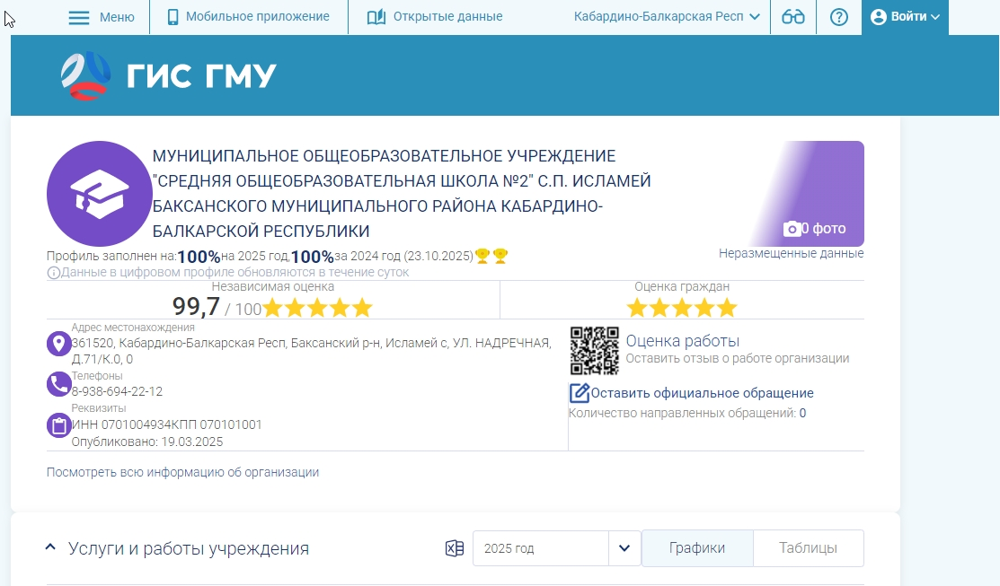 Меню
Мобильное приложение
Открытые данные
Кабардино-Балкарская Респ
Войти
ГИС ГМУ
МУНИЦИПАЛЬНОЕ ОБЩЕОБРАЗОВАТЕЛЬНОЕ УЧРЕЖДЕНИЕ
"СРЕДНЯЯ ОБЩЕОБРАЗОВАТЕЛЬНАЯ ШКОЛА №2" С.П. ИСЛАМЕЙ
БАКСАНСКОГО МУНИЦИПАЛЬНОГО РАЙОНА КАБАРДИНО-
БАЛКАРСКОЙ РЕСПУБЛИКИ
0 фото
Профиль заполнен на:100%на 2025 год,100%за 2024 год (23.10.2025)
Неразмещенные данные
Данные в цифровом профиле обновляются в течение суток
Независимая оценка
99,7 / 100
Оценка граждан
Адрес местонахождения
361520, Кабардино-Балкарская Респ, Баксанский р-н, Исламей с, УЛ. НАДРЕЧНАЯ,
Д.71/К.0, 0
Телефоны
8-938-694-22-12
Реквизиты
ИНН 0701004934КПП 070101001
Опубликовано: 19.03.2025
Оценка работы
Оставить отзыв о работе организации
Оставить официальное обращение
Количество направленных обращений: 0
Посмотреть всю информацию об организации
Услуги и работы учреждения
2025 год
Графики
Таблицы